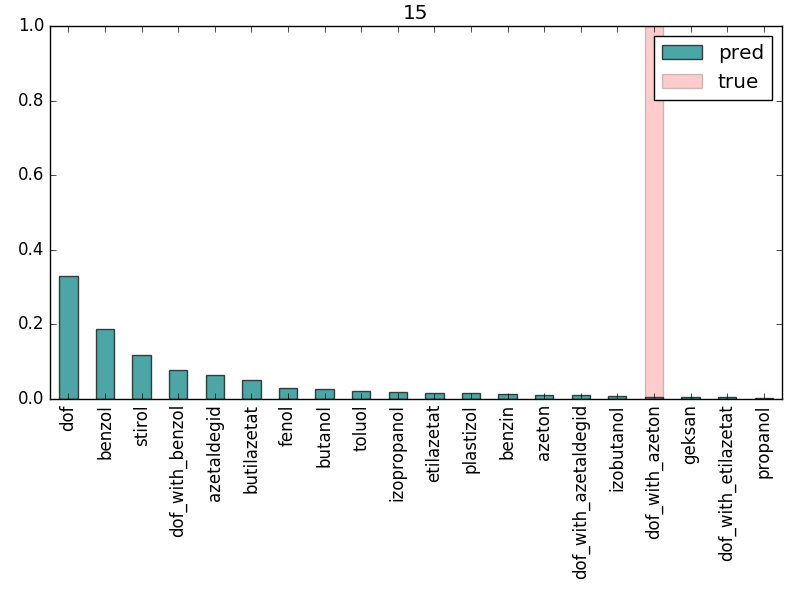 15
1.0
0.8
0.6
0.4
0.2
0.0
pred
true
dof
benzol
stirol
dof_with_benzol
azetaldegid
butilazetat
fenol
butanol
toluol
izopropanol
etilazetat
plastizol
benzin
azeton
dof_with_azetaldegid
izobutanol
dof_with_azeton
geksan
dof_with_etilazetat
propanol